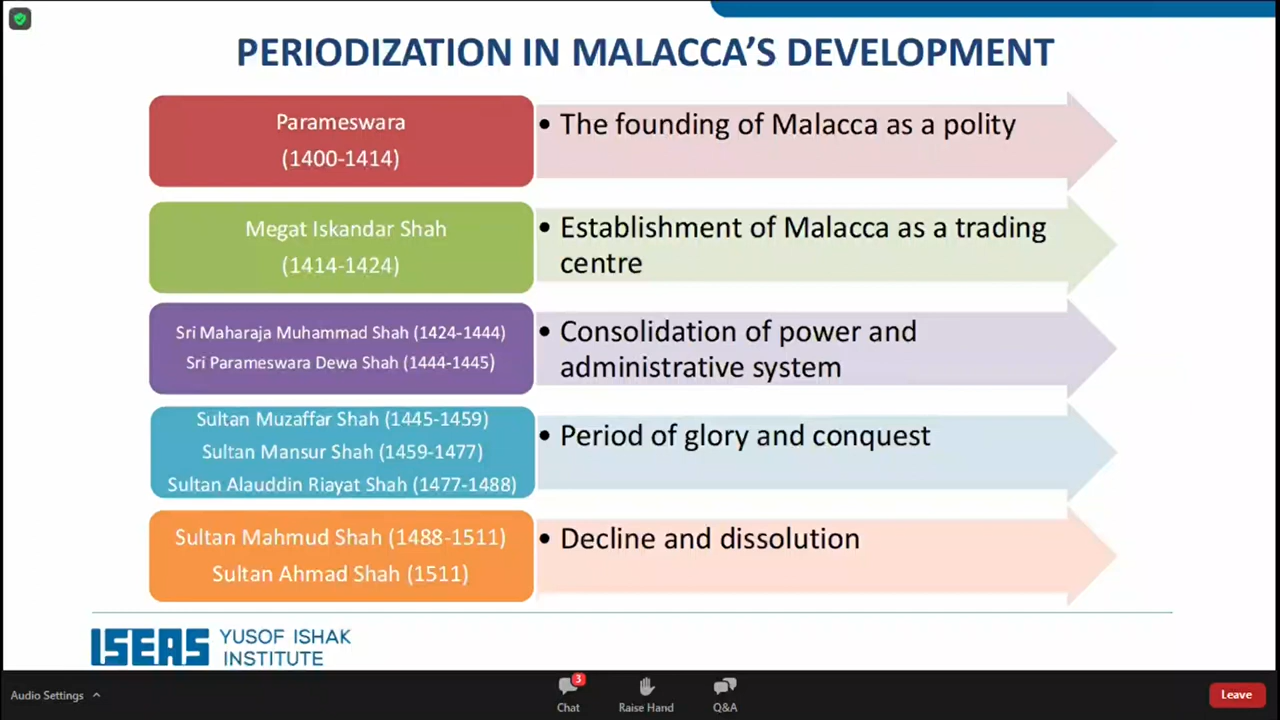 PERIODIZATION IN MALACCA’S DEVELOPMENT
Parameswara
(1400-1414)
• The founding of Malacca as a polity
Megat Iskandar Shah
(1414-1424)
• Establishment of Malacca as a trading
centre
Sri Maharaja Muhammad Shah (1424-1444)
Sri Parameswara Dewa Shah (1444-1445)
• Consolidation of power and
administrative system
Sultan Muzaffar Shah (1445-1459)
Sultan Mansur Shah (1459-1477)
Sultan Alauddin Riayat Shah (1477-1488)
• Period of glory and conquest
Sultan Mahmud Shah (1488-1511)
Sultan Ahmad Shah (1511)
• Decline and dissolution
ISEAS YUSOF ISHAK
INSTITUTE
Audio Settings
3
Chat
Raise Hand
Q&A
Leave